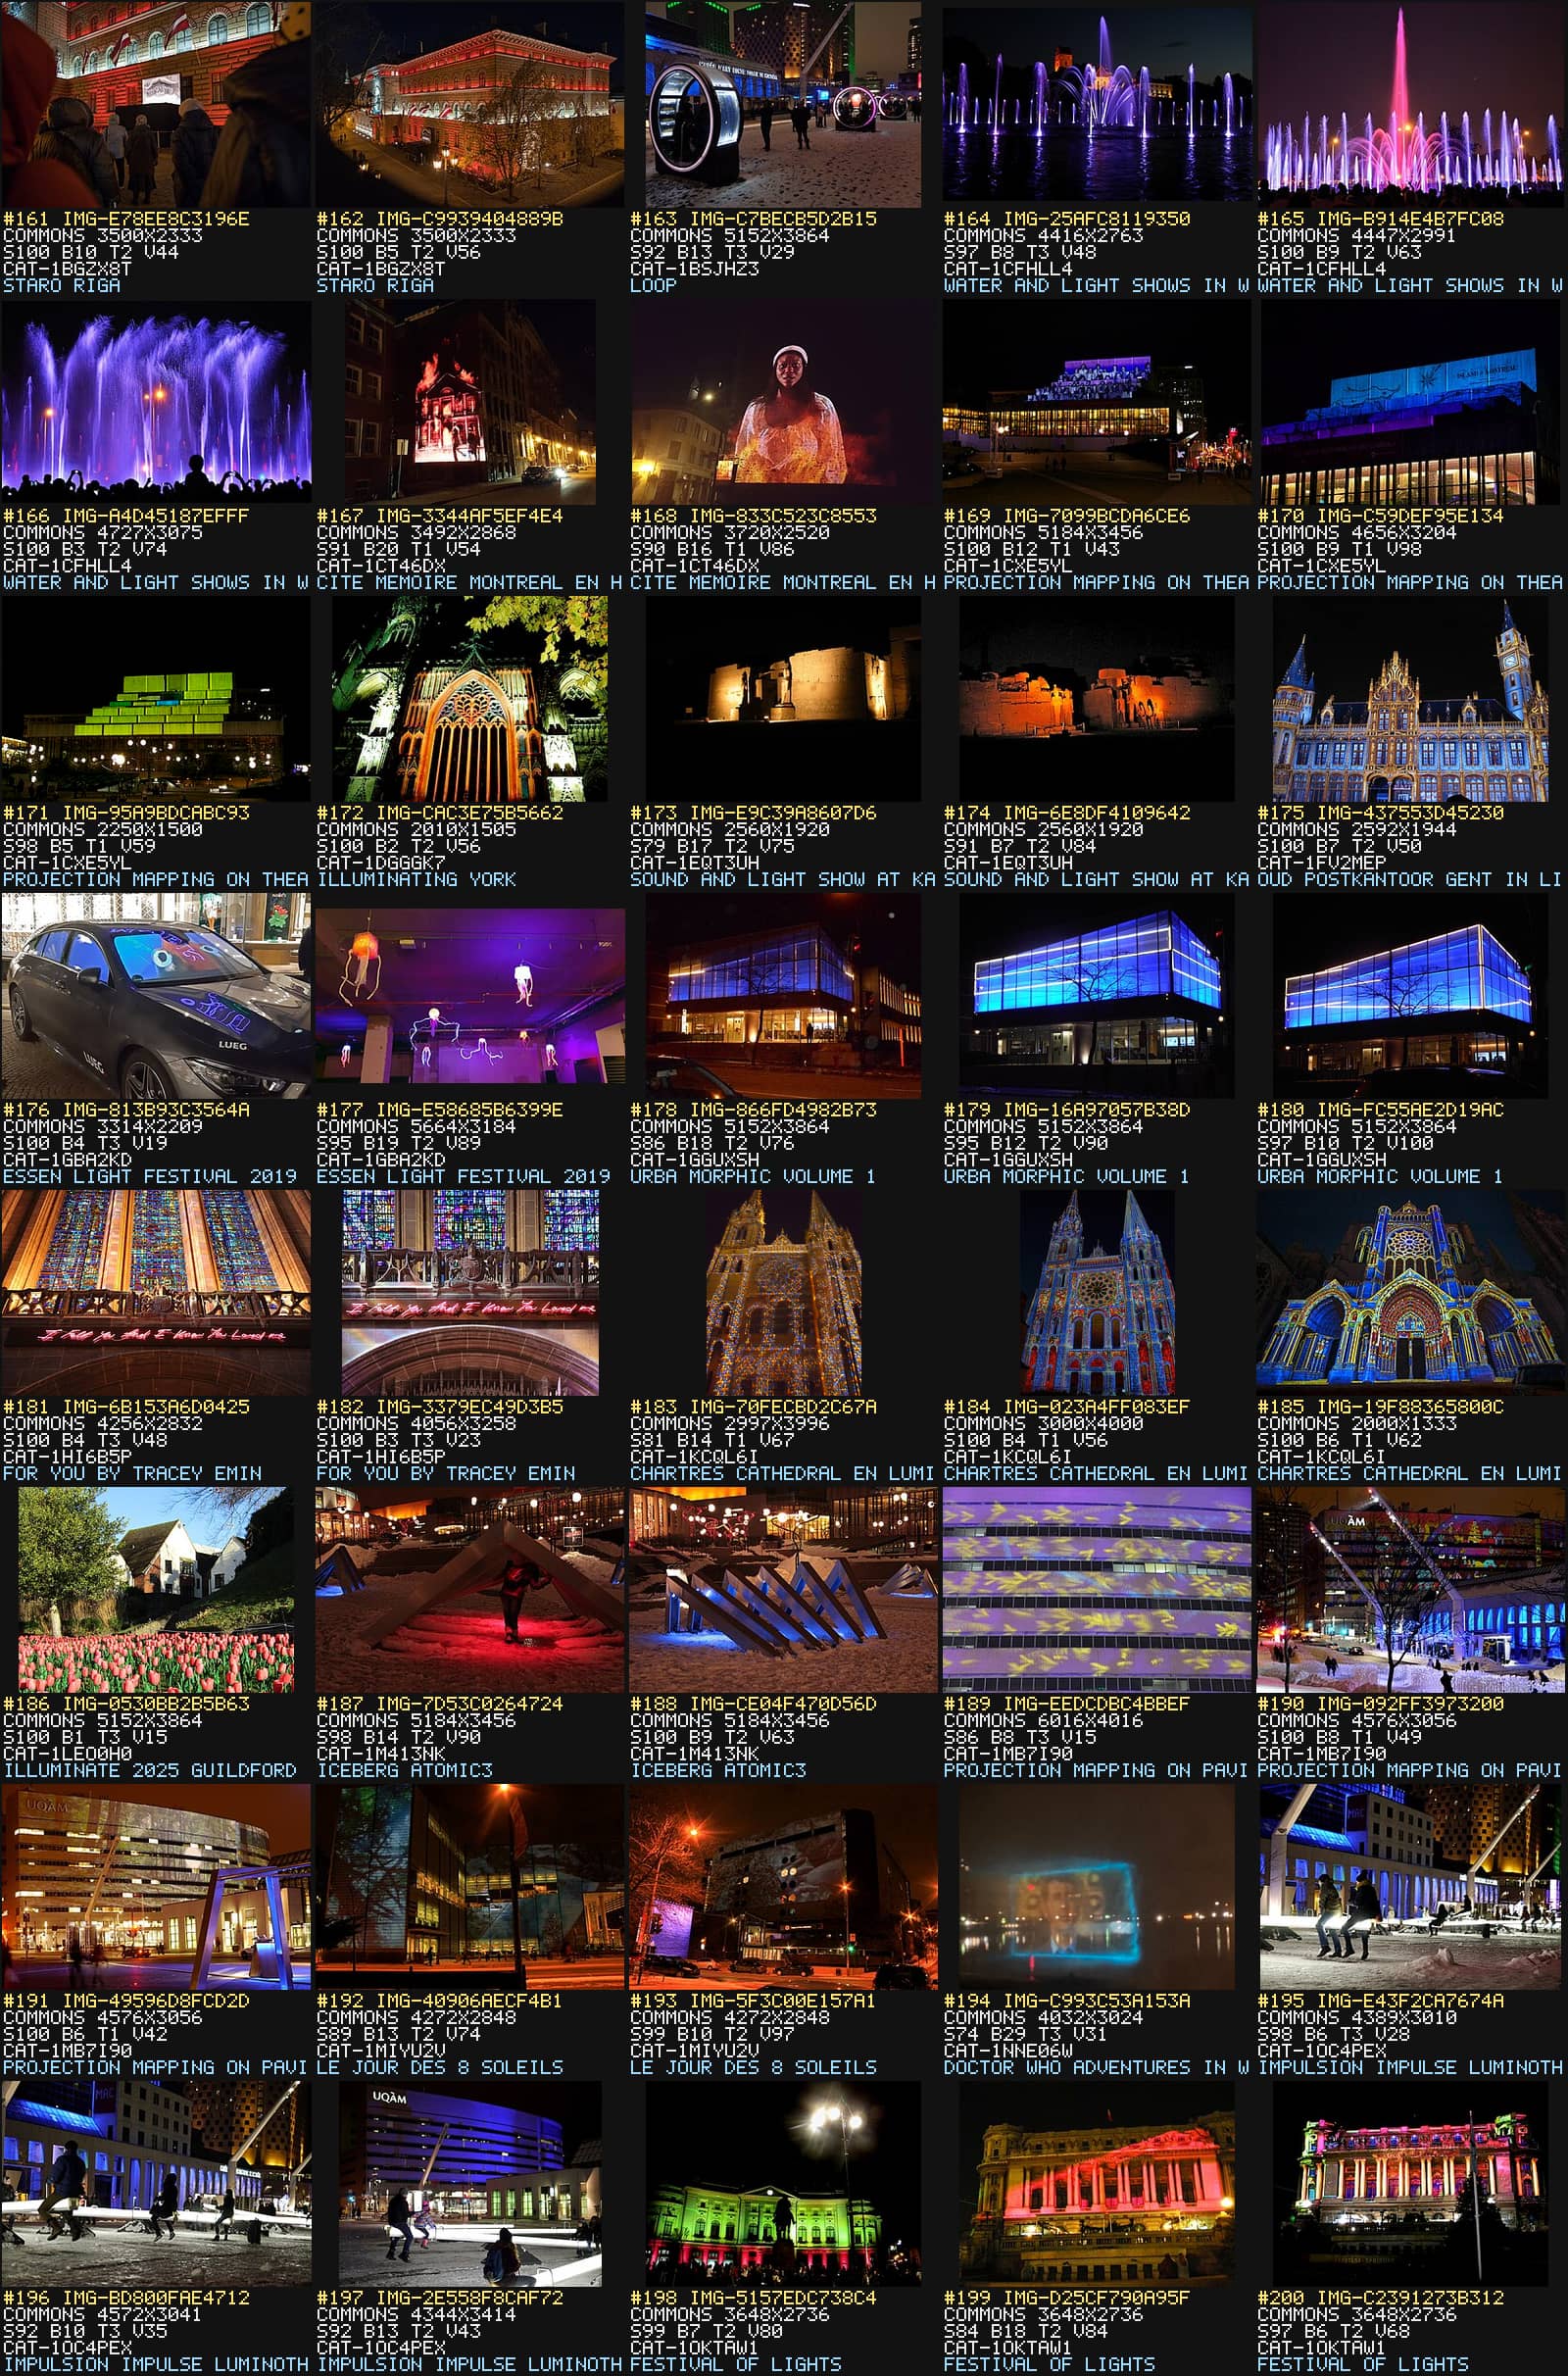 #161 IMG-E78EE8C3196E
COMMONS 3500X2333
S100 B10 T2 V44
CAT-1BGZX8T
STARO RIGA
#162 IMG-C9939404889B
COMMONS 3500X2333
S100 B5 T2 V56
CAT-1BGZX8T
STARO RIGA
#163 IMG-C7BECB5D2B15
COMMONS 5152X3864
S92 B13 T3 V29
CAT-1BSJHZ3
LOOP
#164 IMG-25AFC8119350
COMMONS 4416X2763
S97 B8 T3 V48
CAT-1CFHLL4
WATER AND LIGHT SHOWS IN W
#165 IMG-B914E4B7FC08
COMMONS 4447X2991
S100 B9 T2 V63
CAT-1CFHLL4
WATER AND LIGHT SHOWS IN W
#166 IMG-A4D45187EFFF
COMMONS 4727X3075
S100 B3 T2 V74
CAT-1CFHLL4
WATER AND LIGHT SHOWS IN W
#167 IMG-3344AF5EF4E4
COMMONS 3492X2868
S91 B20 T1 V54
CAT-1CT46DX
CITE MEMOIRE MONTREAL EN H
#168 IMG-833C523C8553
COMMONS 3720X2520
S90 B16 T1 V86
CAT-1CT46DX
CITE MEMOIRE MONTREAL EN H
#169 IMG-7099BCDA6CE6
COMMONS 5184X3456
S100 B12 T1 V43
CAT-1CXE5YL
PROJECTION MAPPING ON THEA
#170 IMG-C59DEF95E134
COMMONS 4656X3204
S100 B9 T1 V98
CAT-1CXE5YL
PROJECTION MAPPING ON THEA
#171 IMG-95A9BDCABC93
COMMONS 2250X1500
S98 B5 T1 V59
CAT-1CXE5YL
PROJECTION MAPPING ON THEA
#172 IMG-CAC3E75B5662
COMMONS 2010X1505
S100 B2 T2 V56
CAT-1DGGGK7
ILLUMINATING YORK
#173 IMG-E9C39A8607D6
COMMONS 2560X1920
S79 B17 T2 V75
CAT-1EQT3UH
SOUND AND LIGHT SHOW AT KA
#174 IMG-6E8DF4109642
COMMONS 2560X1920
S91 B7 T2 V84
CAT-1EQT3UH
SOUND AND LIGHT SHOW AT KA
#175 IMG-437553D45230
COMMONS 2592X1944
S100 B7 T2 V50
CAT-1FV2MEP
OUD POSTKANTOOR GENT IN LI
LUEG
LUEG
#176 IMG-813B93C3564A
COMMONS 3314X2209
S100 B4 T3 V19
CAT-1GBA2KD
ESSEN LIGHT FESTIVAL 2019
#177 IMG-E58685B6399E
COMMONS 5664X3184
S95 B19 T2 V89
CAT-1GBA2KD
ESSEN LIGHT FESTIVAL 2019
#178 IMG-866FD4982B73
COMMONS 5152X3864
S86 B18 T2 V76
CAT-1GGUXSH
URBA MORPHIC VOLUME 1
#179 IMG-16A97057B38D
COMMONS 5152X3864
S95 B12 T2 V90
CAT-1GGUXSH
URBA MORPHIC VOLUME 1
#180 IMG-FC55AE2D19AC
COMMONS 5152X3864
S97 B10 T2 V100
CAT-1GGUXSH
URBA MORPHIC VOLUME 1
I Felt You And I Knew You Loved me
#181 IMG-6B153A6D0425
COMMONS 4256X2832
S100 B4 T3 V48
CAT-1HI6B5P
FOR YOU BY TRACEY EMIN
I Felt You And I Knew You Loved me
#182 IMG-3379EC49D3B5
COMMONS 4056X3258
S100 B3 T3 V23
CAT-1HI6B5P
FOR YOU BY TRACEY EMIN
#183 IMG-70FECBD2C67A
COMMONS 2997X3996
S81 B14 T1 V67
CAT-1KCQL6I
CHARTRES CATHEDRAL EN LUMI
#184 IMG-023A4FF083EF
COMMONS 3000X4000
S100 B4 T1 V56
CAT-1KCQL6I
CHARTRES CATHEDRAL EN LUMI
#185 IMG-19F88365800C
COMMONS 2000X1333
S100 B6 T1 V62
CAT-1KCQL6I
CHARTRES CATHEDRAL EN LUMI
#186 IMG-0530BB2B5B63
COMMONS 5152X3864
S100 B1 T3 V15
CAT-1LEO0H0
ILLUMINATE 2025 GUILDFORD
#187 IMG-7D53C0264724
COMMONS 5184X3456
S98 B14 T2 V90
CAT-1M413NK
ICEBERG ATOMIC3
#188 IMG-CE04F470D56D
COMMONS 5184X3456
S100 B9 T2 V63
CAT-1M413NK
ICEBERG ATOMIC3
#189 IMG-EEDCDBC4BBEF
COMMONS 6016X4016
S86 B8 T3 V15
CAT-1MB7I90
PROJECTION MAPPING ON PAVI
UQÀM
#190 IMG-092FF3973200
COMMONS 4576X3056
S100 B8 T1 V49
CAT-1MB7I90
PROJECTION MAPPING ON PAVI
UQÀM
#191 IMG-49596D8FCD2D
COMMONS 4576X3056
S100 B6 T1 V42
CAT-1MB7I90
PROJECTION MAPPING ON PAVI
#192 IMG-40906AECF4B1
COMMONS 4272X2848
S89 B13 T2 V74
CAT-1MIYU2V
LE JOUR DES 8 SOLEILS
#193 IMG-5F3C00E157A1
COMMONS 4272X2848
S99 B10 T2 V97
CAT-1MIYU2V
LE JOUR DES 8 SOLEILS
#194 IMG-C993C53A153A
COMMONS 4032X3024
S74 B29 T3 V31
CAT-1NNE06W
DOCTOR WHO ADVENTURES IN W
MAC
#195 IMG-E43F2CA7674A
COMMONS 4389X3010
S98 B6 T3 V28
CAT-1OC4PEX
IMPULSION IMPULSE LUMINOTH
MAC
#196 IMG-BD800FAE4712
COMMONS 4572X3041
S92 B10 T3 V35
CAT-1OC4PEX
IMPULSION IMPULSE LUMINOTH
UQÀM
#197 IMG-2E558F8CAF72
COMMONS 4344X3414
S92 B13 T2 V43
CAT-1OC4PEX
IMPULSION IMPULSE LUMINOTH
#198 IMG-5157EDC738C4
COMMONS 3648X2736
S99 B7 T2 V80
CAT-1OKTAW1
FESTIVAL OF LIGHTS
#199 IMG-D25CF790A95F
COMMONS 3648X2736
S84 B18 T2 V84
CAT-1OKTAW1
FESTIVAL OF LIGHTS
#200 IMG-C2391273B312
COMMONS 3648X2736
S97 B6 T2 V68
CAT-1OKTAW1
FESTIVAL OF LIGHTS